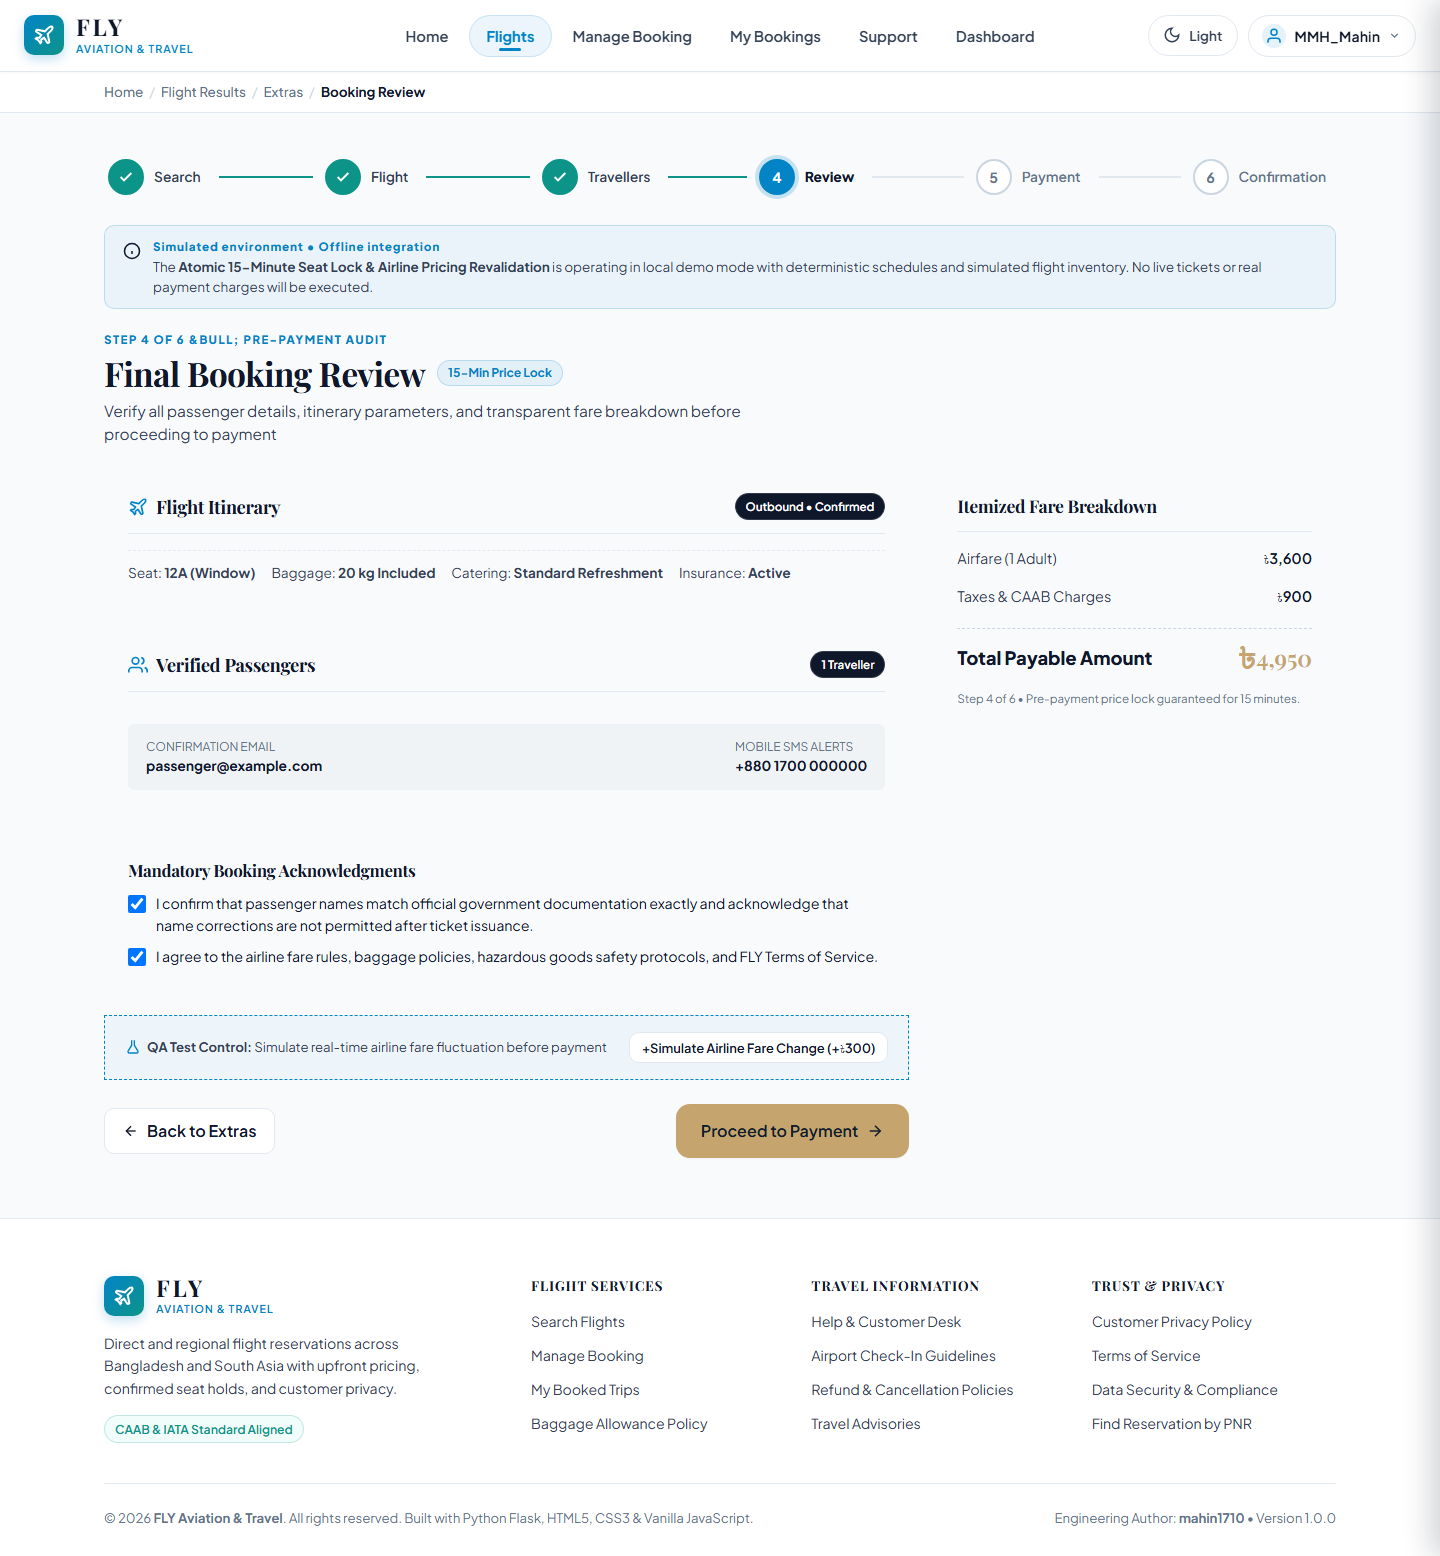 FLY
AVIATION & TRAVEL
Home
Flights
Manage Booking
My Bookings
Support
Dashboard
Light
MMH_Mahin
Home / Flight Results / Extras / Booking Review
Search
Flight
Travellers
4 Review
5 Payment
6 Confirmation
Simulated environment • Offline integration
The Atomic 15-Minute Seat Lock & Airline Pricing Revalidation is operating in local demo mode with deterministic schedules and simulated flight inventory. No live tickets or real
payment charges will be executed.
STEP 4 OF 6 &BULL; PRE-PAYMENT AUDIT
Final Booking Review
15-Min Price Lock
Verify all passenger details, itinerary parameters, and transparent fare breakdown before
proceeding to payment
Flight Itinerary
Outbound • Confirmed
Seat: 12A (Window) Baggage: 20 kg Included Catering: Standard Refreshment Insurance: Active
Verified Passengers
1 Traveller
CONFIRMATION EMAIL
passenger@example.com
MOBILE SMS ALERTS
+880 1700 000000
Mandatory Booking Acknowledgments
I confirm that passenger names match official government documentation exactly and acknowledge that
name corrections are not permitted after ticket issuance.
I agree to the airline fare rules, baggage policies, hazardous goods safety protocols, and FLY Terms of Service.
QA Test Control: Simulate real-time airline fare fluctuation before payment
+Simulate Airline Fare Change (+৳300)
Back to Extras
Proceed to Payment
Itemized Fare Breakdown
Airfare (1 Adult) ৳3,600
Taxes & CAAB Charges ৳900
Total Payable Amount ৳4,950
Step 4 of 6 • Pre-payment price lock guaranteed for 15 minutes.
FLY
AVIATION & TRAVEL
Direct and regional flight reservations across
Bangladesh and South Asia with upfront pricing,
confirmed seat holds, and customer privacy.
CAAB & IATA Standard Aligned
FLIGHT SERVICES
Search Flights
Manage Booking
My Booked Trips
Baggage Allowance Policy
TRAVEL INFORMATION
Help & Customer Desk
Airport Check-In Guidelines
Refund & Cancellation Policies
Travel Advisories
TRUST & PRIVACY
Customer Privacy Policy
Terms of Service
Data Security & Compliance
Find Reservation by PNR
© 2026 FLY Aviation & Travel. All rights reserved. Built with Python Flask, HTML5, CSS3 & Vanilla JavaScript.
Engineering Author: mahin1710 • Version 1.0.0